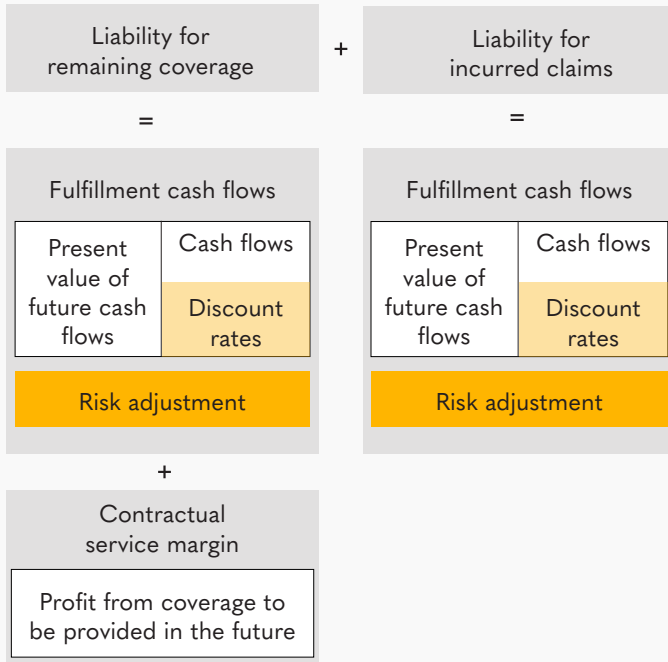 Liability for
remaining coverage
+
Liability for
incurred claims
=
=
Fulfillment cash flows
Present
value of
future cash
flows
Cash flows
Discount
rates
Risk adjustment
Fulfillment cash flows
Present
value of
future cash
flows
Cash flows
Discount
rates
Risk adjustment
+
Contractual
service margin
Profit from coverage to
be provided in the future